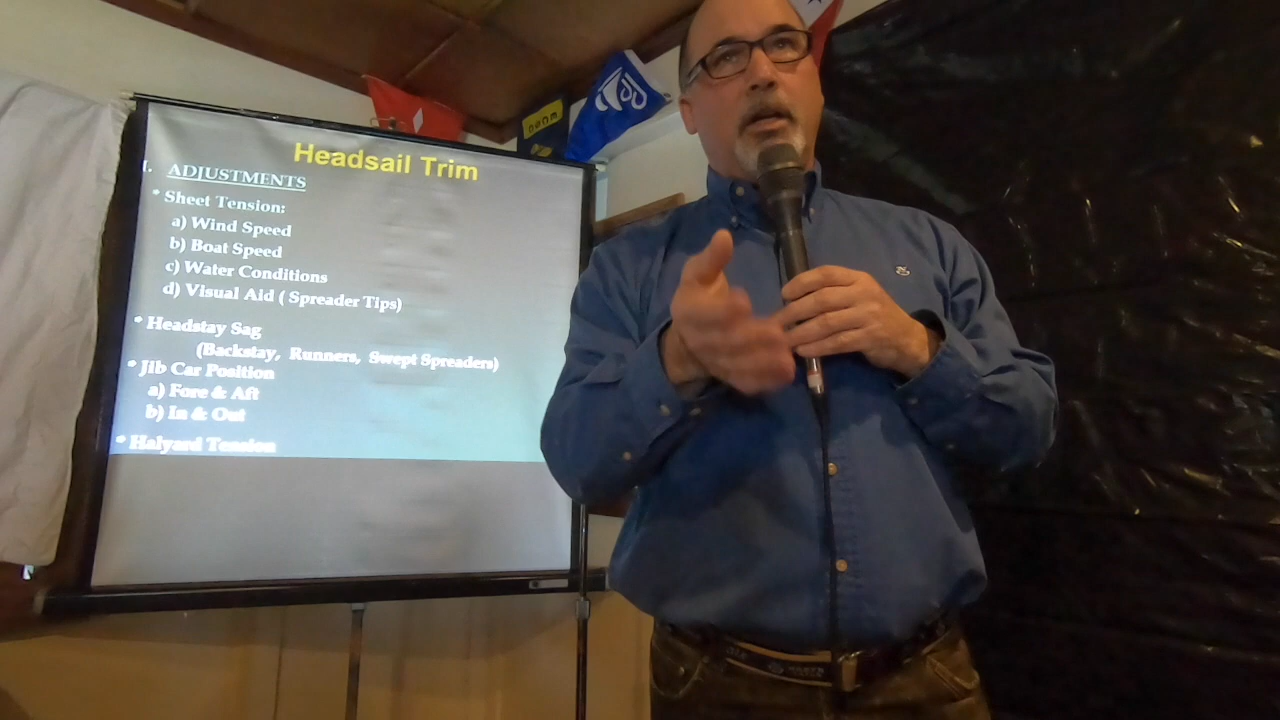 Headsail Trim
I. ADJUSTMENTS
* Sheet Tension:
a) Wind Speed
b) Boat Speed
c) Water Conditions
d) Visual Aid ( Spreader Tips)
* Headstay Sag
(Backstay, Runners, Swept Spreaders)
* Jib Car Position
a) Fore & Aft
b) In & Out
* Halyard Tension